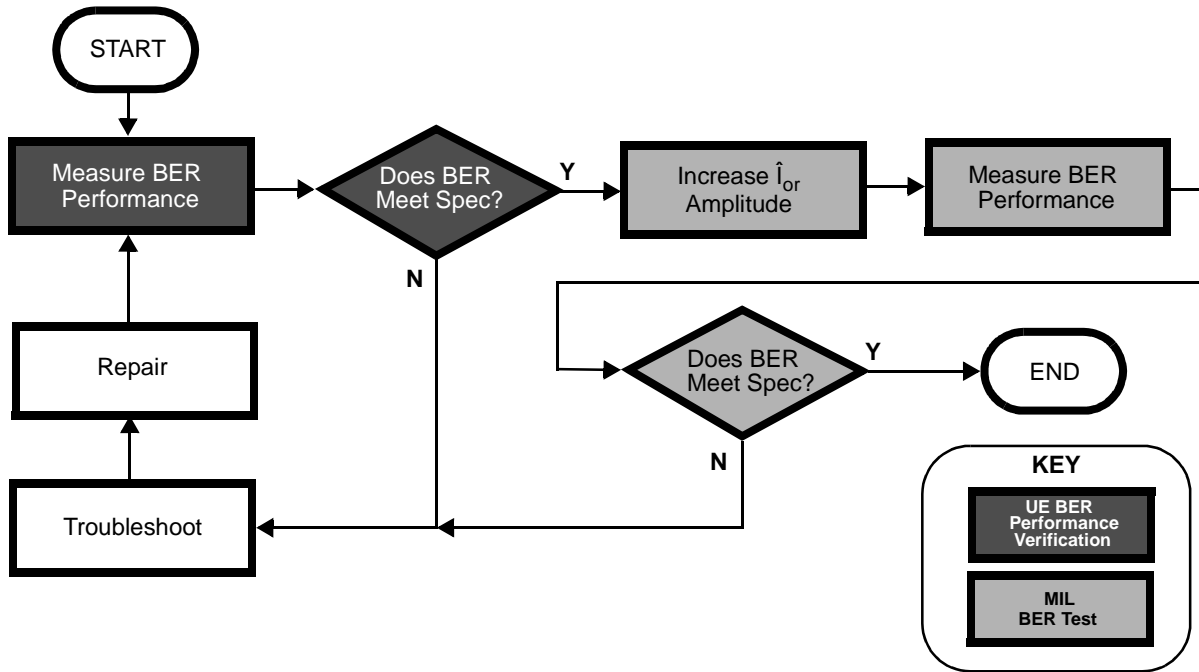 START
Measure BER
Performance
Does BER
Meet Spec?
Y
N
Increase Îor
Amplitude
Measure BER
Performance
Repair
Does BER
Meet Spec?
Y
N
END
Troubleshoot
KEY
UE BER
Performance
Verification
MIL
BER Test